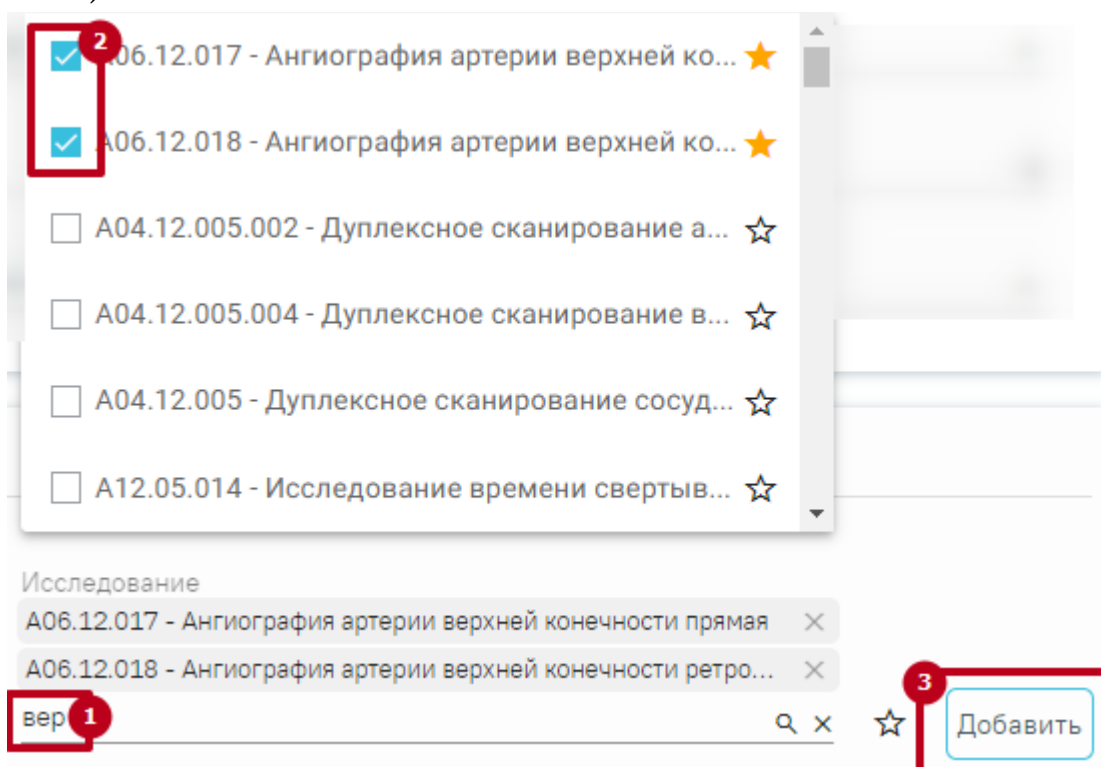 2
A06.12.017 - Ангиография артерии верхней ко...
A06.12.018 - Ангиография артерии верхней ко...
A04.12.005.002 - Дуплексное сканирование а...
A04.12.005.004 - Дуплексное сканирование в...
A04.12.005 - Дуплексное сканирование сосуд...
A12.05.014 - Исследование времени свертыв...
Исследование
A06.12.017 - Ангиография артерии верхней конечности прямая
A06.12.018 - Ангиография артерии верхней конечности ретро...
3
вер 1
Добавить